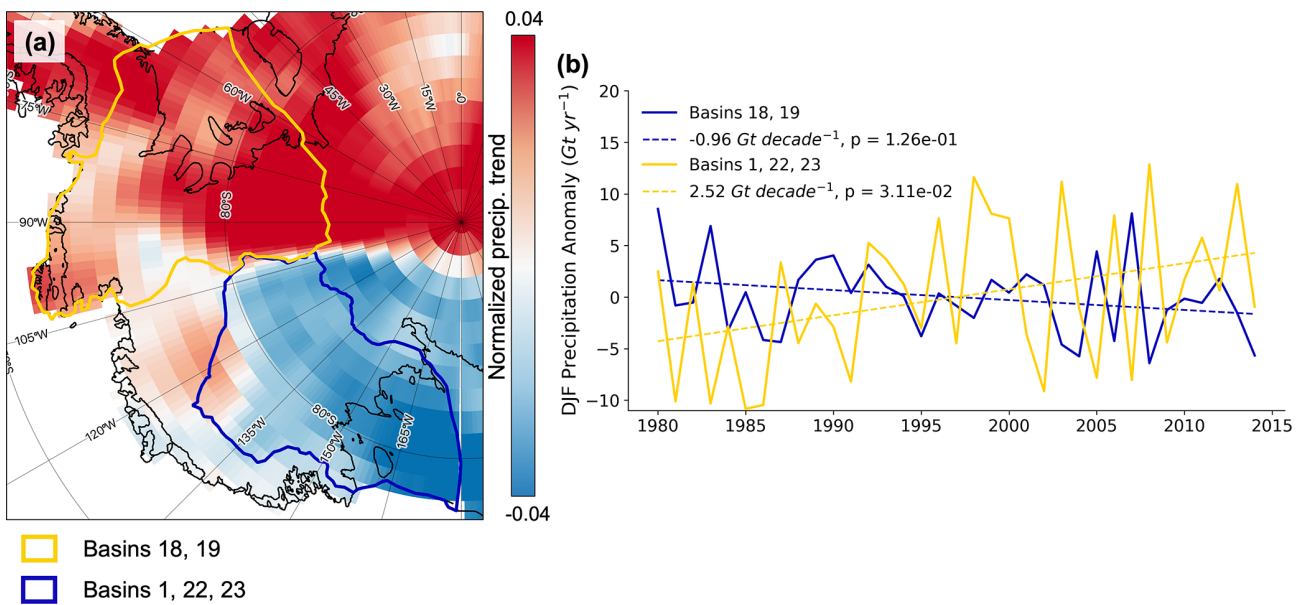 (a)
75°W
60°W
45°W
30°W
15°W
0°
80°S
90°W
105°W
120°W
135°W
80°S
150°W
165°W
0.04
Normalized precip. trend
-0.04
Basins 18, 19
Basins 1, 22, 23
(b)
DJF Precipitation Anomaly (Gt yr⁻¹)
20
15
10
5
0
−5
−10
Basins 18, 19
-0.96 Gt decade⁻¹, p = 1.26e-01
Basins 1, 22, 23
2.52 Gt decade⁻¹, p = 3.11e-02
1980 1985 1990 1995 2000 2005 2010 2015